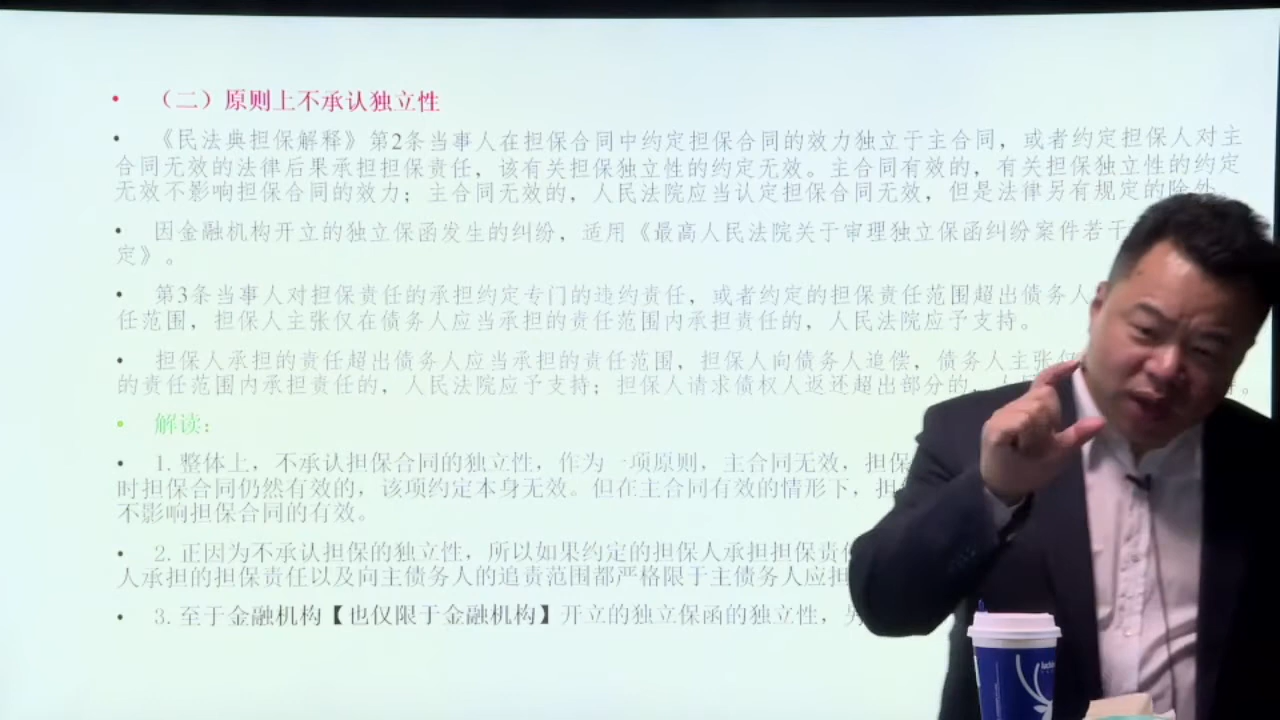 （二）原则上不承认独立性
《民法典担保解释》第2条当事人在担保合同中约定担保合同的效力独立于主合同，或者约定担保人对主
合同无效的法律后果承担担保责任，该有关担保独立性的约定无效。主合同有效的，有关担保独立性的约定
无效不影响担保合同的效力；主合同无效的，人民法院应当认定担保合同无效，但是法律另有规定的除外
因金融机构开立的独立保函发生的纠纷，适用《最高人民法院关于审理独立保函纠纷案件若干
定》。
第3条当事人对担保责任的承担约定专门的违约责任，或者约定的担保责任范围超出债务人
任范围，担保人主张仅在债务人应当承担的责任范围内承担责任的，人民法院应予支持。
担保人承担的责任超出债务人应当承担的责任范围，担保人向债务人追偿，债务人主张仅
的责任范围内承担责任的，人民法院应予支持；担保人请求债权人返还超出部分的，
解读：
1. 整体上，不承认担保合同的独立性，作为一项原则，主合同无效，担保
时担保合同仍然有效的，该项约定本身无效。但在主合同有效的情形下，担
不影响担保合同的有效。
2. 正因为不承认担保的独立性，所以如果约定的担保人承担担保责
人承担的担保责任以及向主债务人的追责范围都严格限于主债务人应担
3. 至于金融机构【也仅限于金融机构】开立的独立保函的独立性，另
luckin